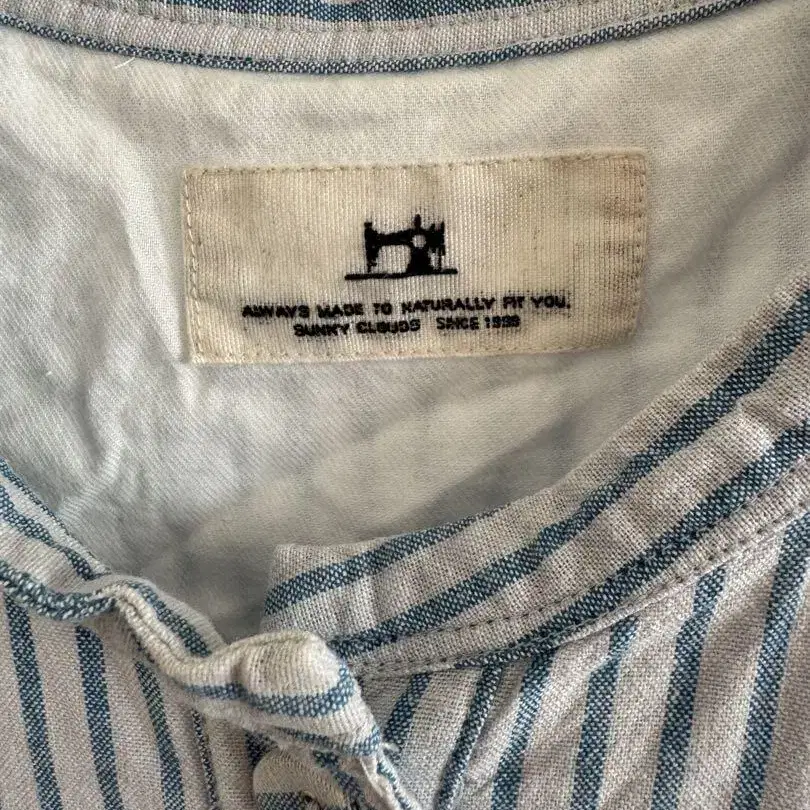 ALWAYS MADE TO NATURALLY FIT YOU.
SUNNY CLOUDS SINCE 1998